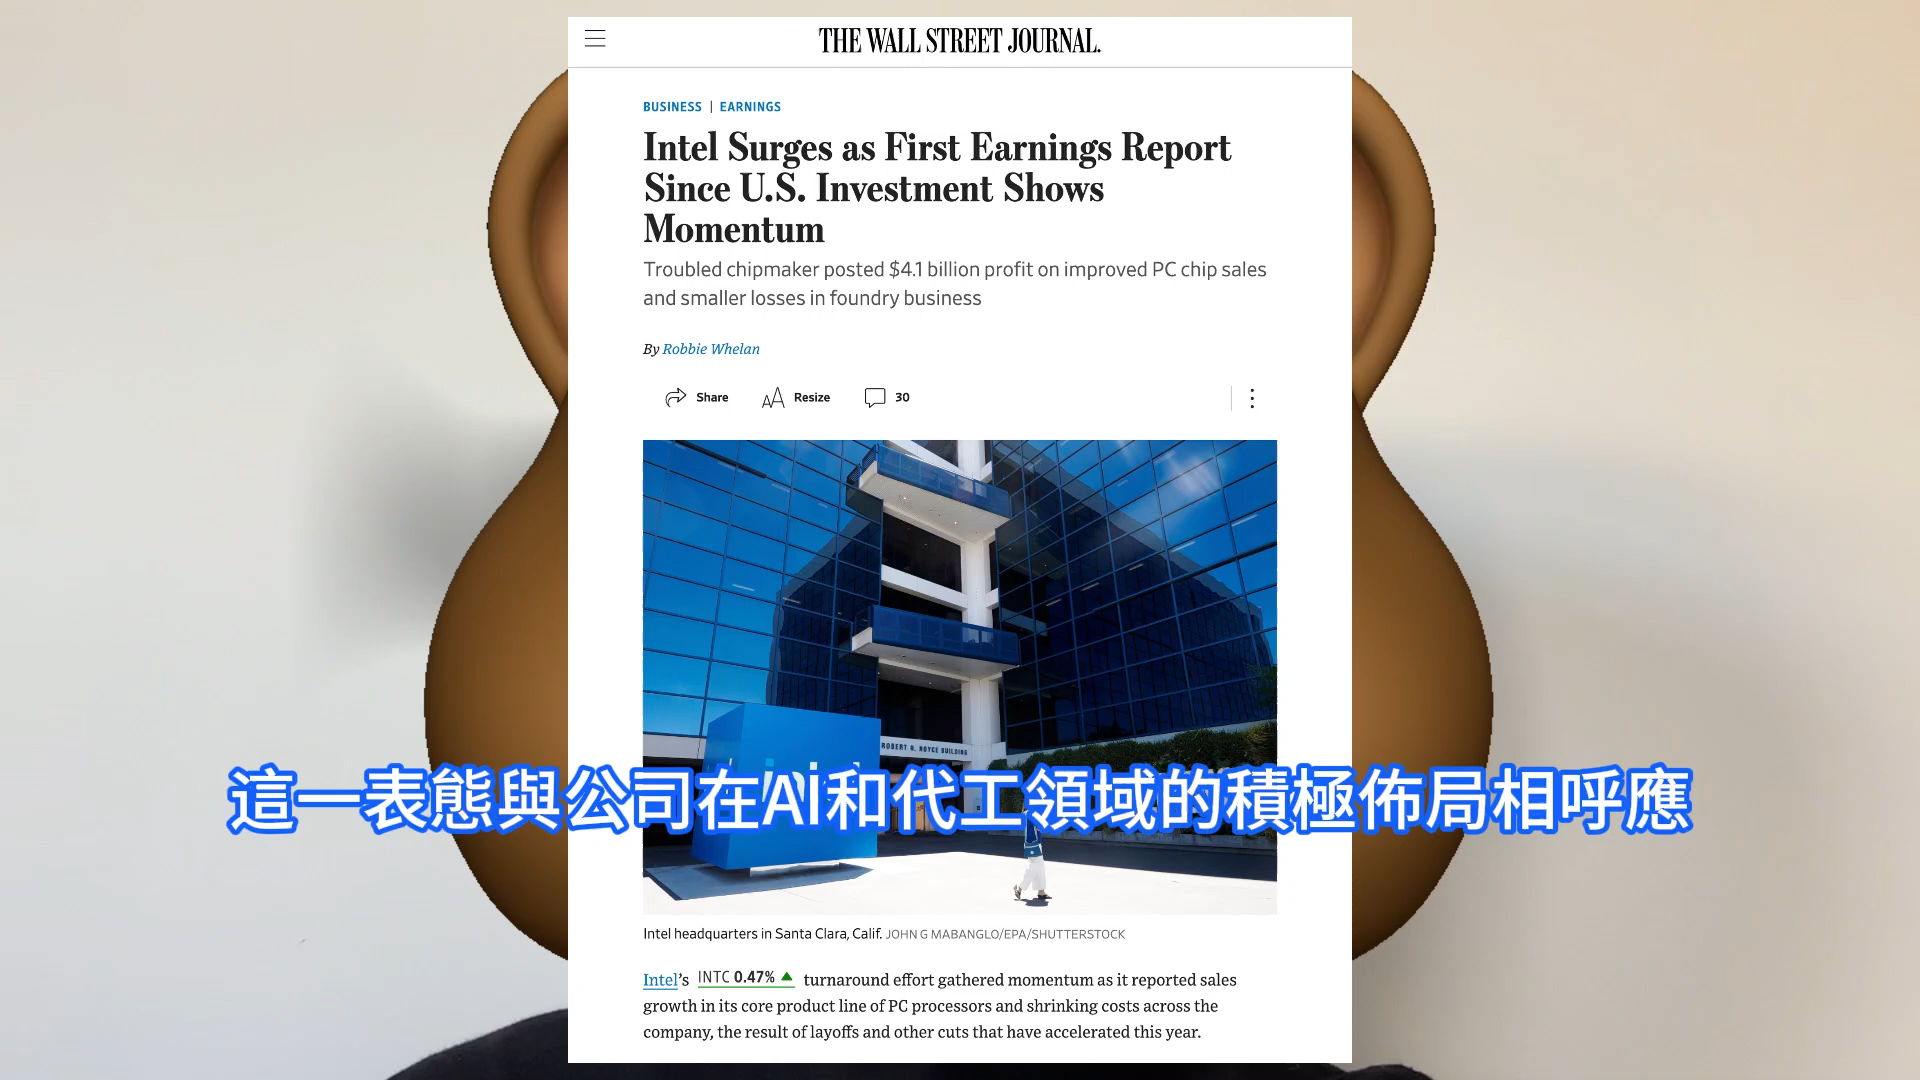 THE WALL STREET JOURNAL.
BUSINESS | EARNINGS
Intel Surges as First Earnings Report
Since U.S. Investment Shows
Momentum
Troubled chipmaker posted $4.1 billion profit on improved PC chip sales
and smaller losses in foundry business
By Robbie Whelan
Share Resize 30
ROBERT N. NOYCE BUILDING
這一表態與公司在AI和代工領域的積極佈局相呼應
Intel headquarters in Santa Clara, Calif. JOHN G MABANGLO/EPA/SHUTTERSTOCK
Intel's INTC 0.47% ▲ turnaround effort gathered momentum as it reported sales
growth in its core product line of PC processors and shrinking costs across the
company, the result of layoffs and other cuts that have accelerated this year.